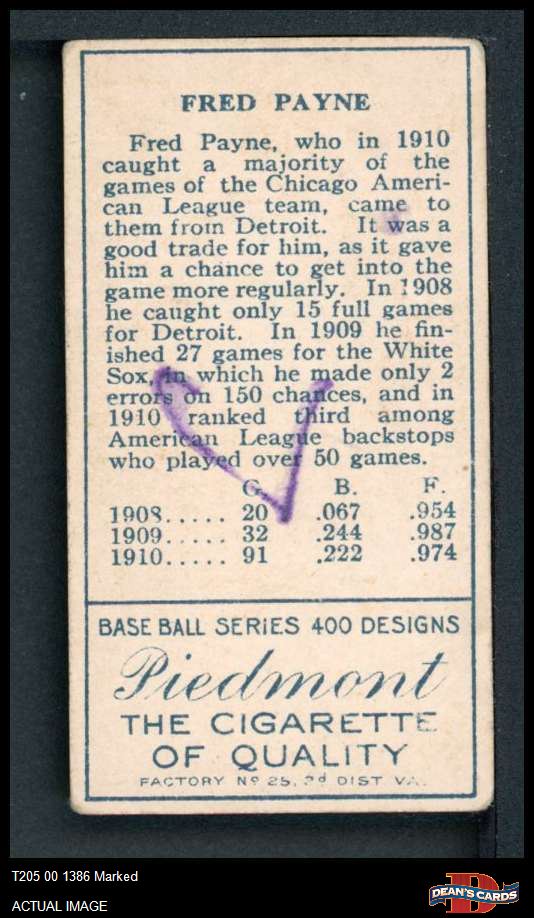 FRED PAYNE
Fred Payne, who in 1910
caught a majority of the
games of the Chicago Ameri-
can League team, came to
them from Detroit. It was a
good trade for him, as it gave
him a chance to get into the
game more regularly. In 1908
he caught only 15 full games
for Detroit. In 1909 he fin-
ished 27 games for the White
Sox, in which he made only 2
errors on 150 chances, and in
1910 ranked third among
American League backstops
who played over 50 games.
G. B. F.
1908..... 20 .067 .954
1909..... 32 .244 .987
1910..... 91 .222 .974
BASE BALL SERIES 400 DESIGNS
Piedmont
THE CIGARETTE
OF QUALITY
FACTORY Nº 25, 2d DIST VA.
T205 00 1386 Marked
ACTUAL IMAGE
DEAN'S CARDS